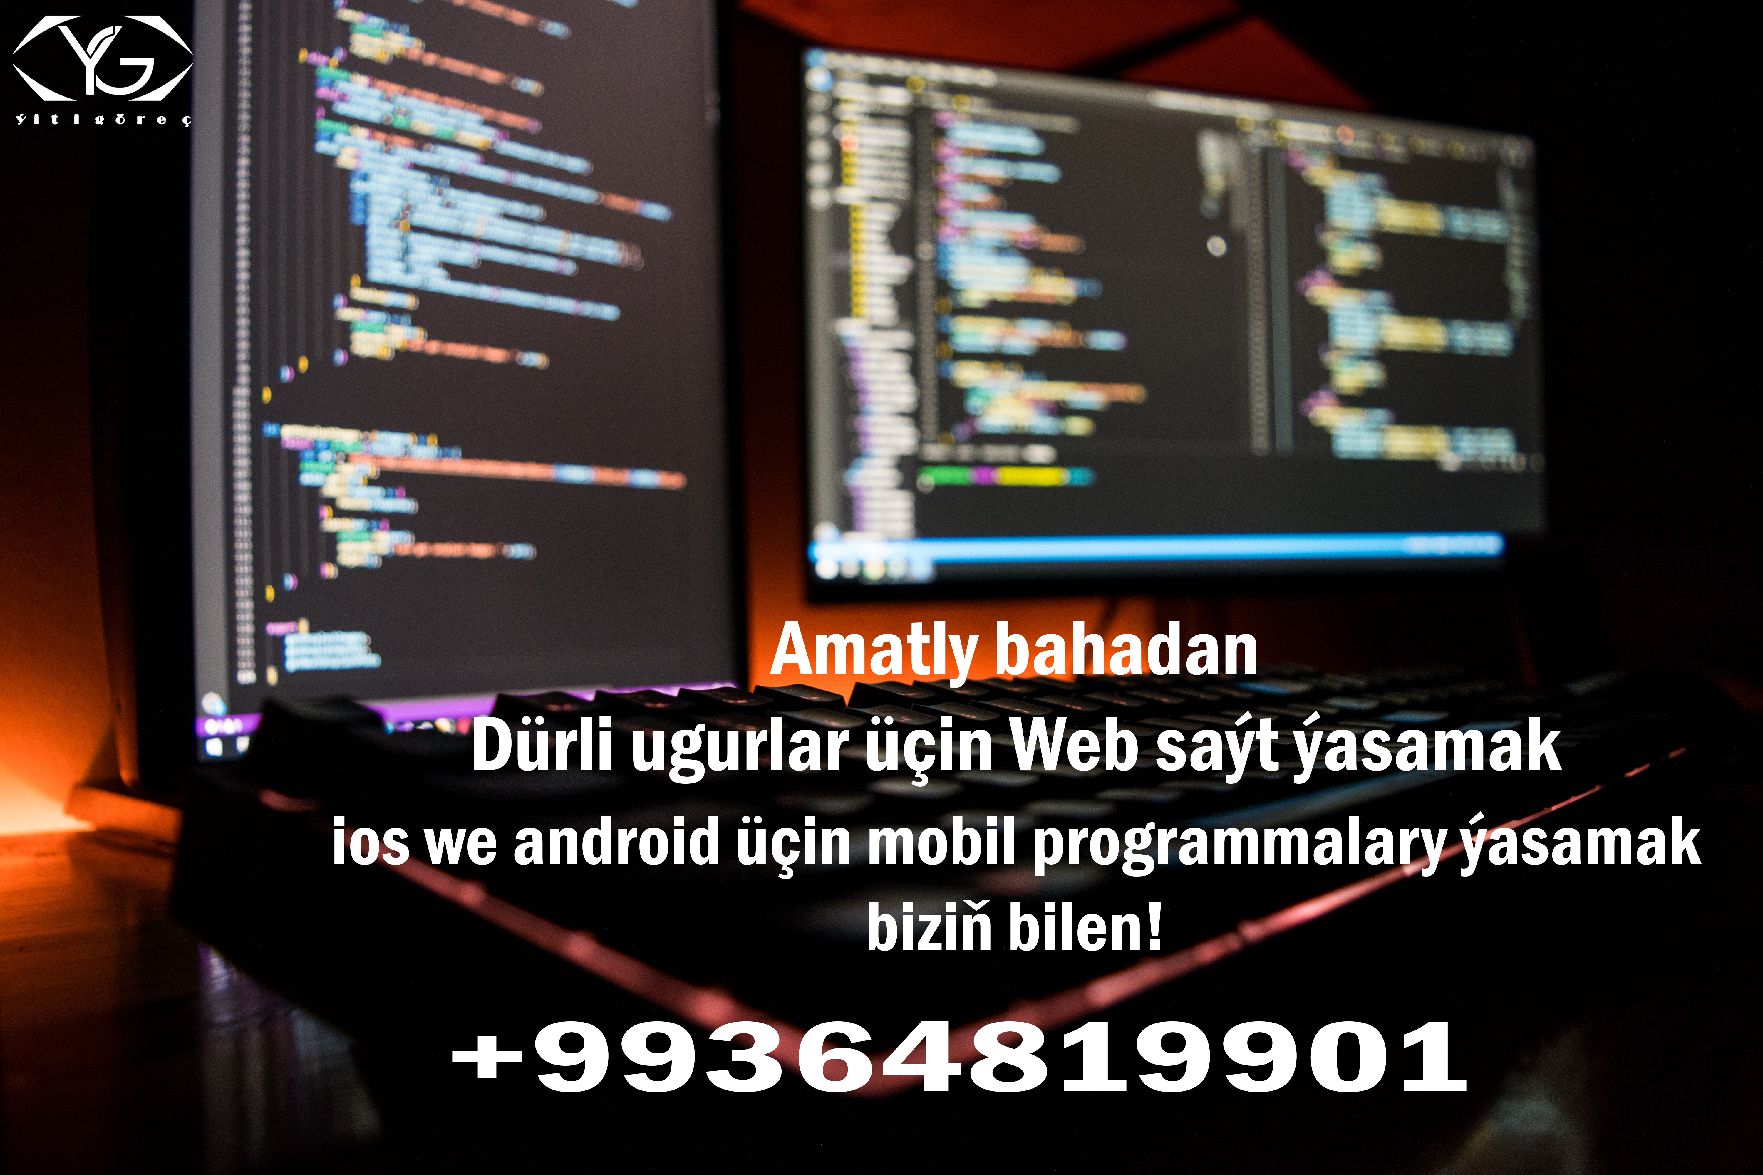 YG
ýitigöreç
Amatly bahadan
Dürli ugurlar üçin Web saýt ýasamak
ios we android üçin mobil programmalary ýasamak
biziň bilen!
+99364819901